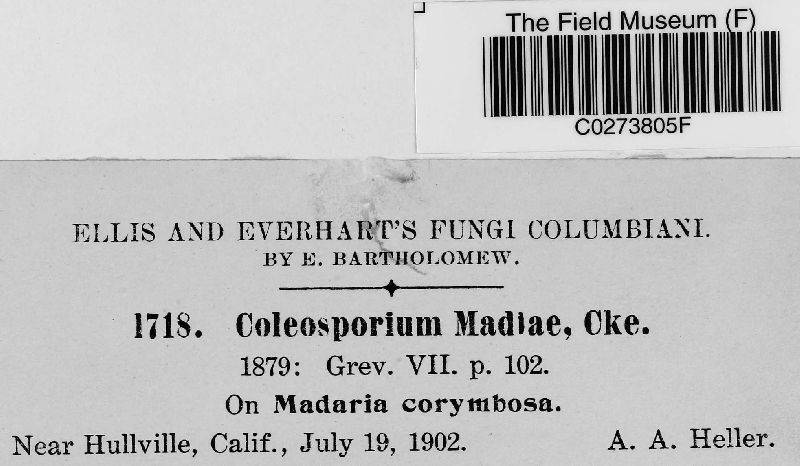 The Field Museum (F)
C0273805F
ELLIS AND EVERHART'S FUNGI COLUMBIANI.
BY E. BARTHOLOMEW.
1718. Coleosporium Madiae, Cke.
1879: Grev. VII. p. 102.
On Madaria corymbosa.
Near Hullville, Calif., July 19, 1902. A. A. Heller.